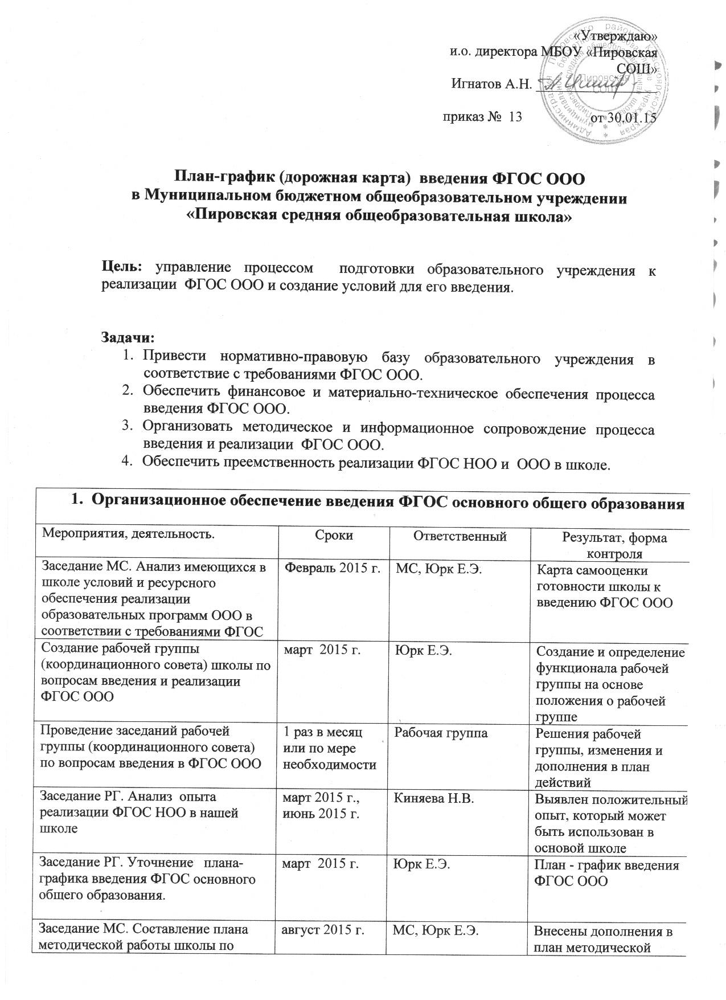 «Утверждаю»
и.о. директора МБОУ «Пировская
СОШ»
Игнатов А.Н.
приказ № 13 от 30.01.15
Пировская
СОШ
План-график (дорожная карта) введения ФГОС ООО
в Муниципальном бюджетном общеобразовательном учреждении
«Пировская средняя общеобразовательная школа»
Цель: управление процессом подготовки образовательного учреждения к
реализации ФГОС ООО и создание условий для его введения.
Задачи:
1. Привести нормативно-правовую базу образовательного учреждения в
соответствие с требованиями ФГОС ООО.
2. Обеспечить финансовое и материально-техническое обеспечения процесса
введения ФГОС ООО.
3. Организовать методическое и информационное сопровождение процесса
введения и реализации ФГОС ООО.
4. Обеспечить преемственность реализации ФГОС НОО и ООО в школе.
1. Организационное обеспечение введения ФГОС основного общего образования
Мероприятия, деятельность.
Сроки
Ответственный
Результат, форма
контроля
Заседание МС. Анализ имеющихся в
школе условий и ресурсного
обеспечения реализации
образовательных программ ООО в
соответствии с требованиями ФГОС
Февраль 2015 г.
МС, Юрк Е.Э.
Карта самооценки
готовности школы к
введению ФГОС ООО
Создание рабочей группы
(координационного совета) школы по
вопросам введения и реализации
ФГОС ООО
март 2015 г.
Юрк Е.Э.
Создание и определение
функционала рабочей
группы на основе
положения о рабочей
группе
Проведение заседаний рабочей
группы (координационного совета)
по вопросам введения в ФГОС ООО
1 раз в месяц
или по мере
необходимости
Рабочая группа
Решения рабочей
группы, изменения и
дополнения в план
действий
Заседание РГ. Анализ опыта
реализации ФГОС НОО в нашей
школе
март 2015 г.,
июнь 2015 г.
Киняева Н.В.
Выявлен положительный
опыт, который может
быть использован в
основой школе
Заседание РГ. Уточнение плана-
графика введения ФГОС основного
общего образования.
март 2015 г.
Юрк Е.Э.
План - график введения
ФГОС ООО
Заседание МС. Составление плана
методической работы школы по
август 2015 г.
МС, Юрк Е.Э.
Внесены дополнения в
план методической